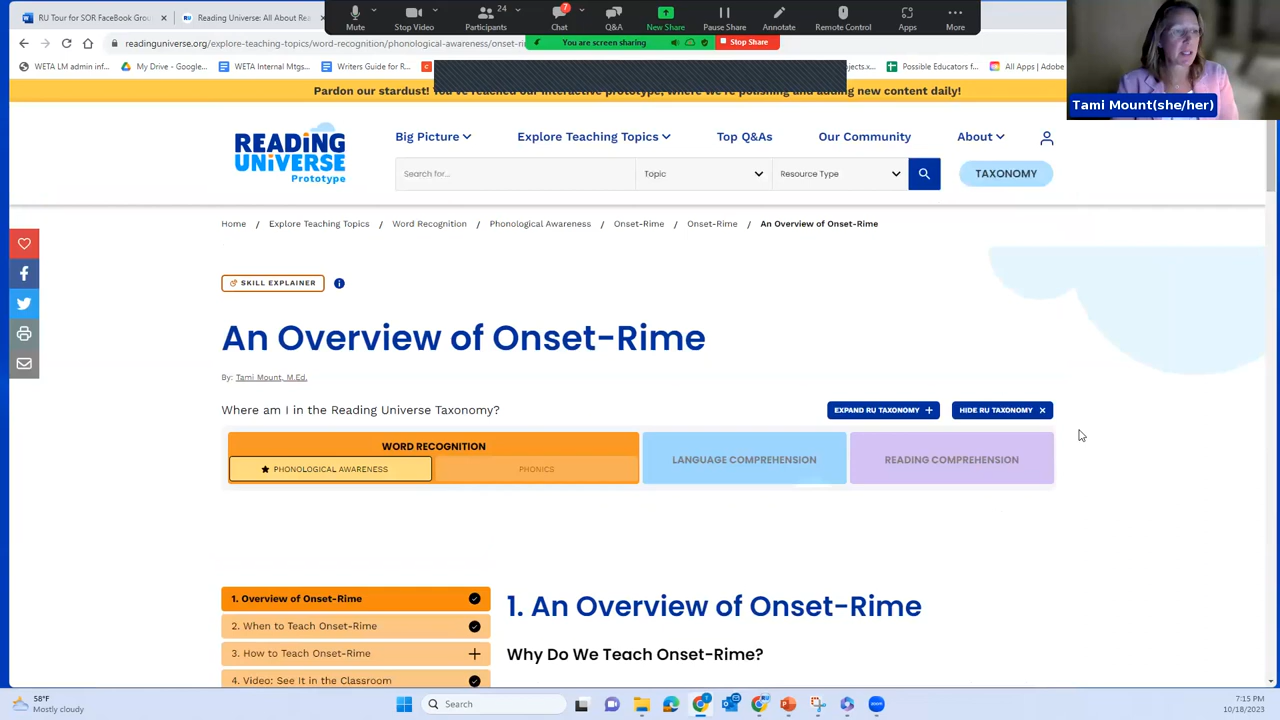 RU Tour for SOR FaceBook Grou
Reading Universe: All About Rea
Mute
Stop Video
Participants
24
Chat
7
Q&A
New Share
Pause Share
Annotate
Remote Control
Apps
More
You are screen sharing
Stop Share
readinguniverse.org/explore-teaching-topics/word-recognition/phonological-awareness/onset-ri
WETA LM admin inf...
My Drive - Google...
WETA Internal Mtgs...
Writers Guide for R...
ojects.x...
Possible Educators f...
All Apps | Adobe
Tami Mount(she/her)
Pardon our stardust! You've reached our interactive prototype, where we're polishing and adding new content daily!
READING
UNIVERSE
Prototype
Big Picture
Explore Teaching Topics
Top Q&As
Our Community
About
Search for...
Topic
Resource Type
TAXONOMY
Home / Explore Teaching Topics / Word Recognition / Phonological Awareness / Onset-Rime / Onset-Rime / An Overview of Onset-Rime
SKILL EXPLAINER
An Overview of Onset-Rime
By: Tami Mount, M.Ed.
Where am I in the Reading Universe Taxonomy?
EXPAND RU TAXONOMY +
HIDE RU TAXONOMY ×
WORD RECOGNITION
PHONOLOGICAL AWARENESS
PHONICS
LANGUAGE COMPREHENSION
READING COMPREHENSION
1. Overview of Onset-Rime
2. When to Teach Onset-Rime
3. How to Teach Onset-Rime
4. Video: See It in the Classroom
1. An Overview of Onset-Rime
Why Do We Teach Onset-Rime?
58°F
Mostly cloudy
Search
7:15 PM
10/18/2023